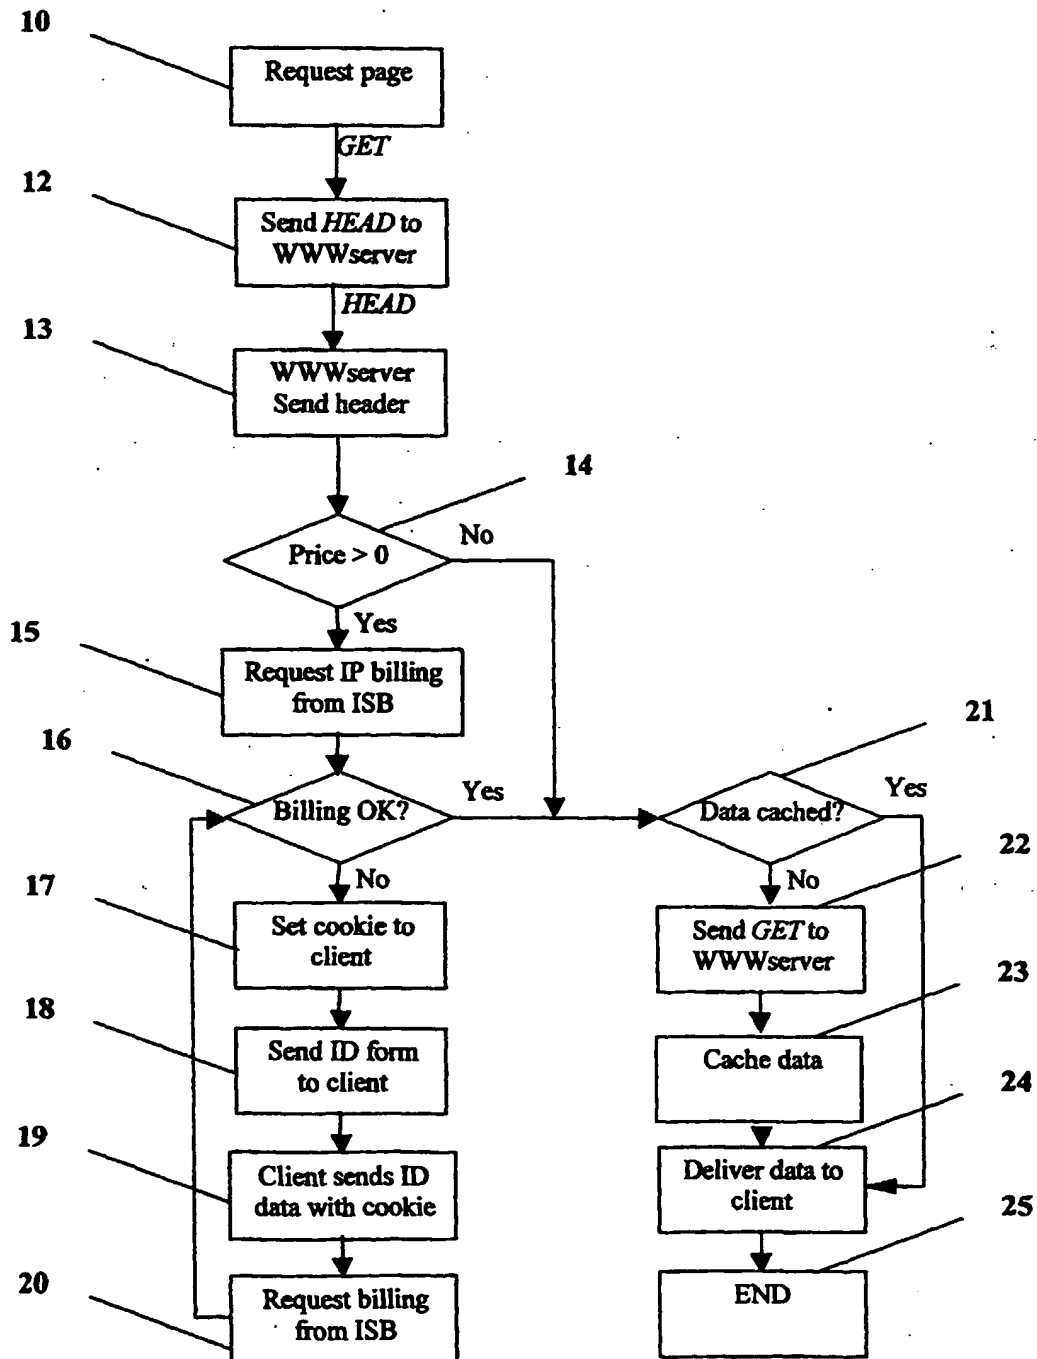 10
Request page
GET
12
Send HEAD to
WWWserver
HEAD
13
WWWserver
Send header
14
Price > 0
No
Yes
15
Request IP billing
from ISB
16
Billing OK?
Yes
No
17
Set cookie to
client
18
Send ID form
to client
19
Client sends ID
data with cookie
20
Request billing
from ISB
21
Data cached?
Yes
No
22
Send GET to
WWWserver
23
Cache data
24
Deliver data to
client
25
END